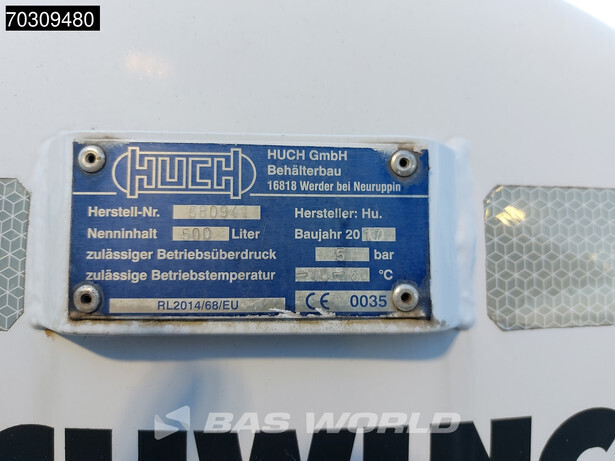 70309480
HUCH
HUCH GmbH
Behälterbau
16818 Werder bei Neuruppin
Herstell-Nr. Hersteller: Hu.
Nenninhalt 500 Liter Baujahr 20
zulässiger Betriebsüberdruck 5 bar
zulässige Betriebstemperatur °C
RL2014/68/EU CE 0035
BAS WORLD